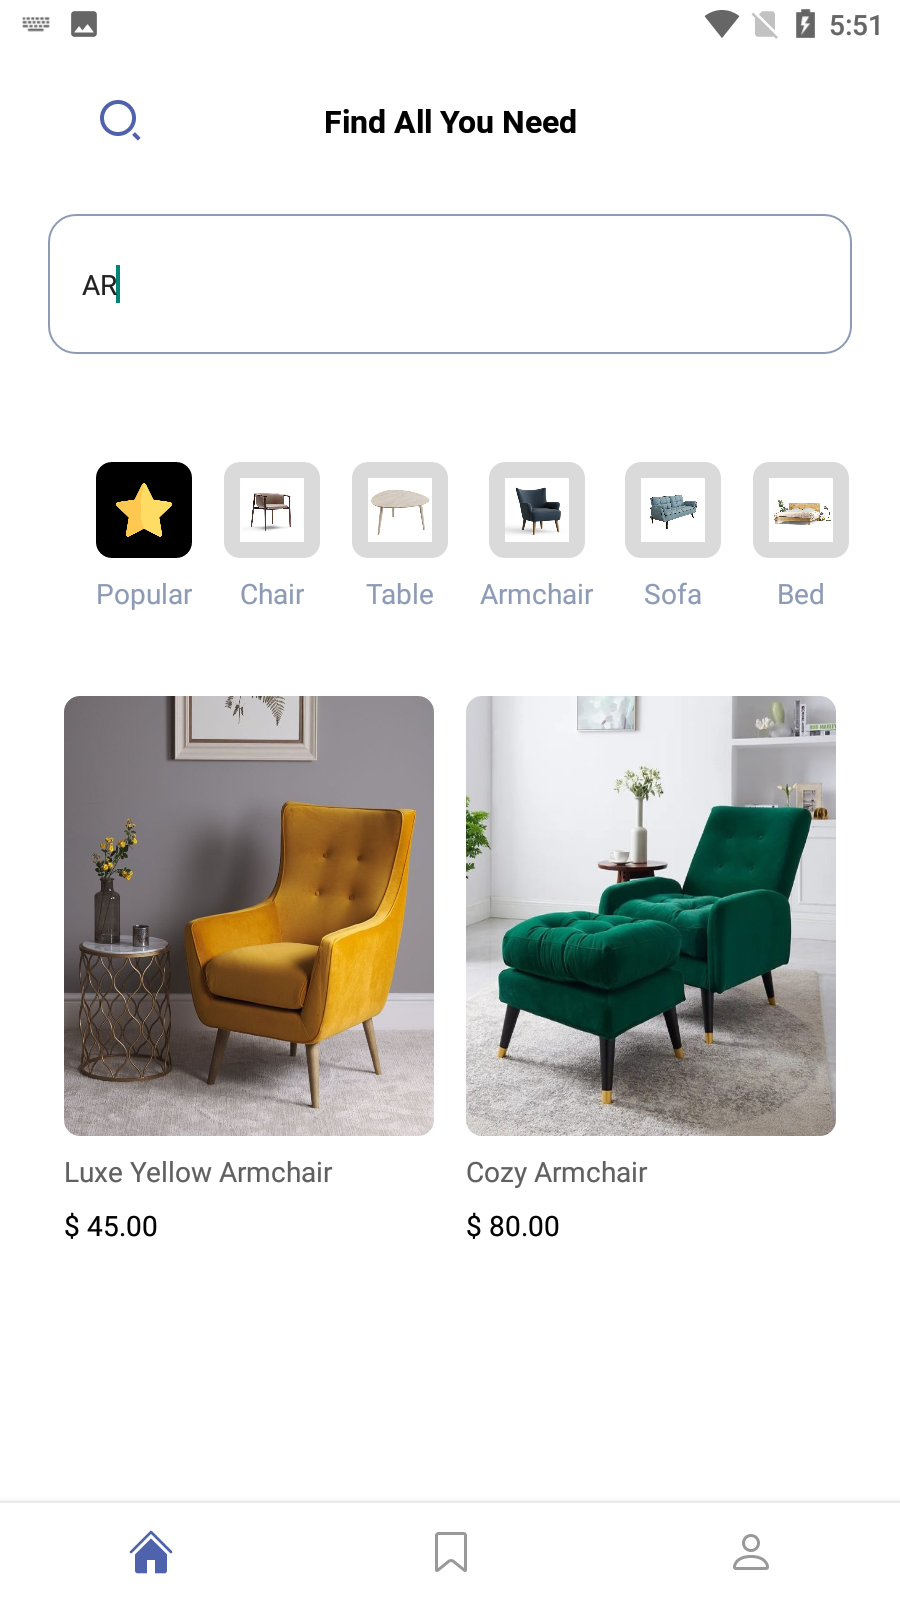 5:51
Find All You Need
AR
Popular
Chair
Table
Armchair
Sofa
Bed
Luxe Yellow Armchair
Cozy Armchair
$ 45.00
$ 80.00